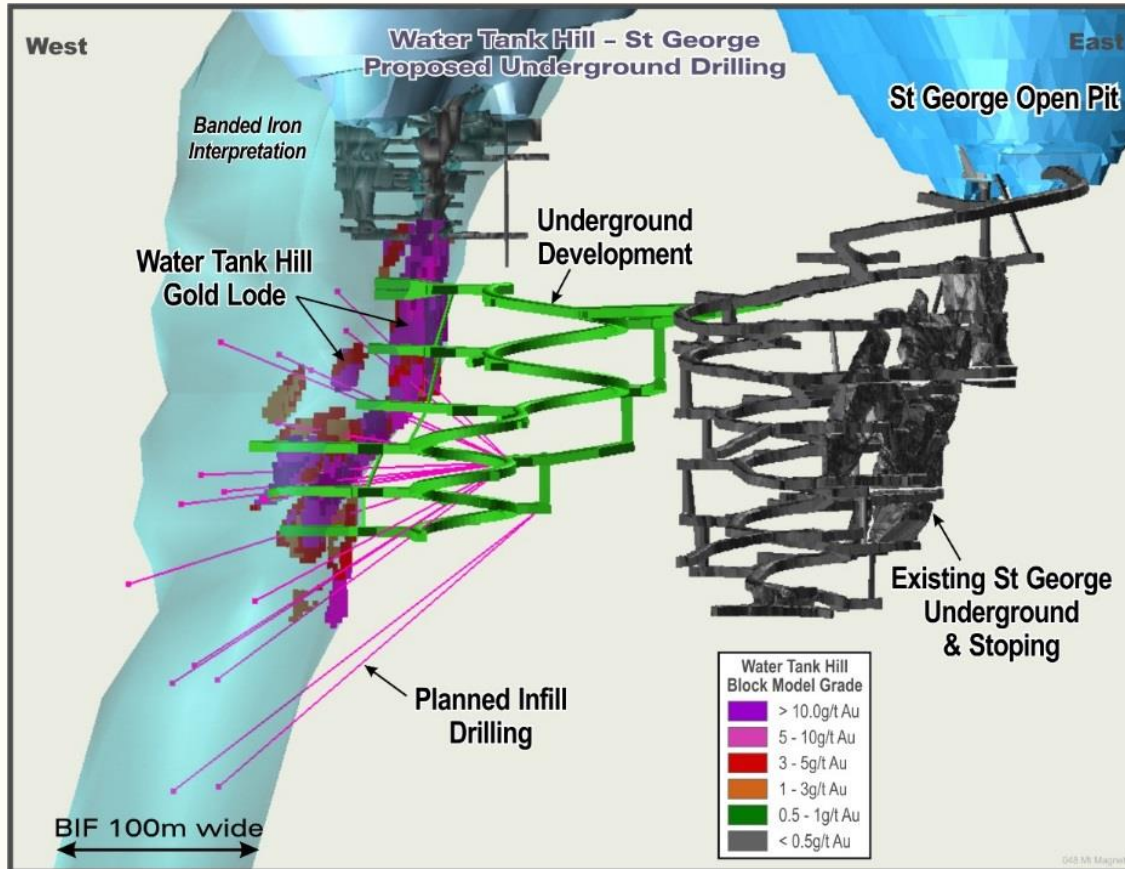 West
Water Tank Hill – St George
Proposed Underground Drilling
East
St George Open Pit
Banded Iron
Interpretation
Underground
Development
Water Tank Hill
Gold Lode
Existing St George
Underground
& Stoping
Planned Infill
Drilling
Water Tank Hill
Block Model Grade
> 10.0g/t Au
5 - 10g/t Au
3 - 5g/t Au
1 - 3g/t Au
0.5 - 1g/t Au
< 0.5g/t Au
BIF 100m wide
048 Mt Magnet